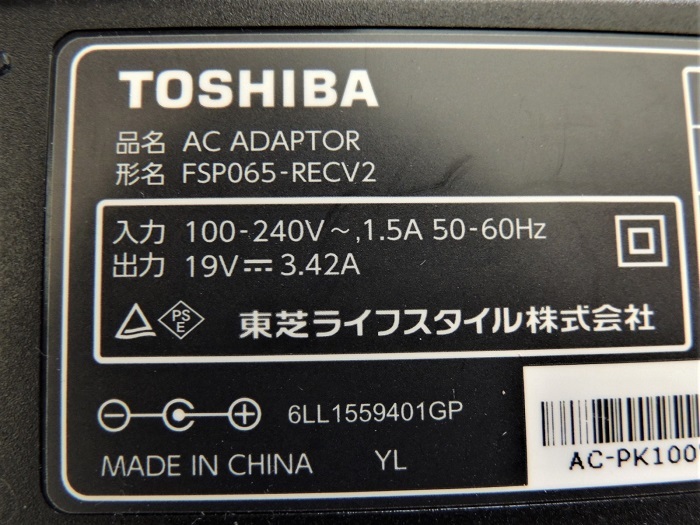 TOSHIBA
品名 AC ADAPTOR
形名 FSP065-RECV2
入力 100-240V～,1.5A 50-60Hz
出力 19V⎓3.42A
PS
E
東芝ライフスタイル株式会社
6LL1559401GP
MADE IN CHINA YL
AC-PK100